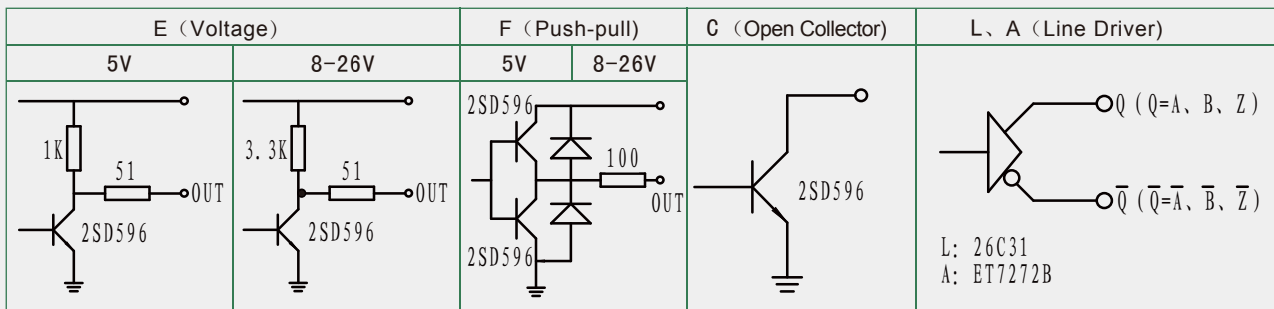 E（Voltage）
F（Push-pull)
C（Open Collector)
L、A（Line Driver)
5V
8-26V
5V
8-26V
1K
51
OUT
2SD596
3.3K
51
OUT
2SD596
2SD596
100
OUT
2SD596
2SD596
Q (Q=A、B、Z)
Q̅ (Q̅=A̅、B̅、Z̅)
L: 26C31
A: ET7272B